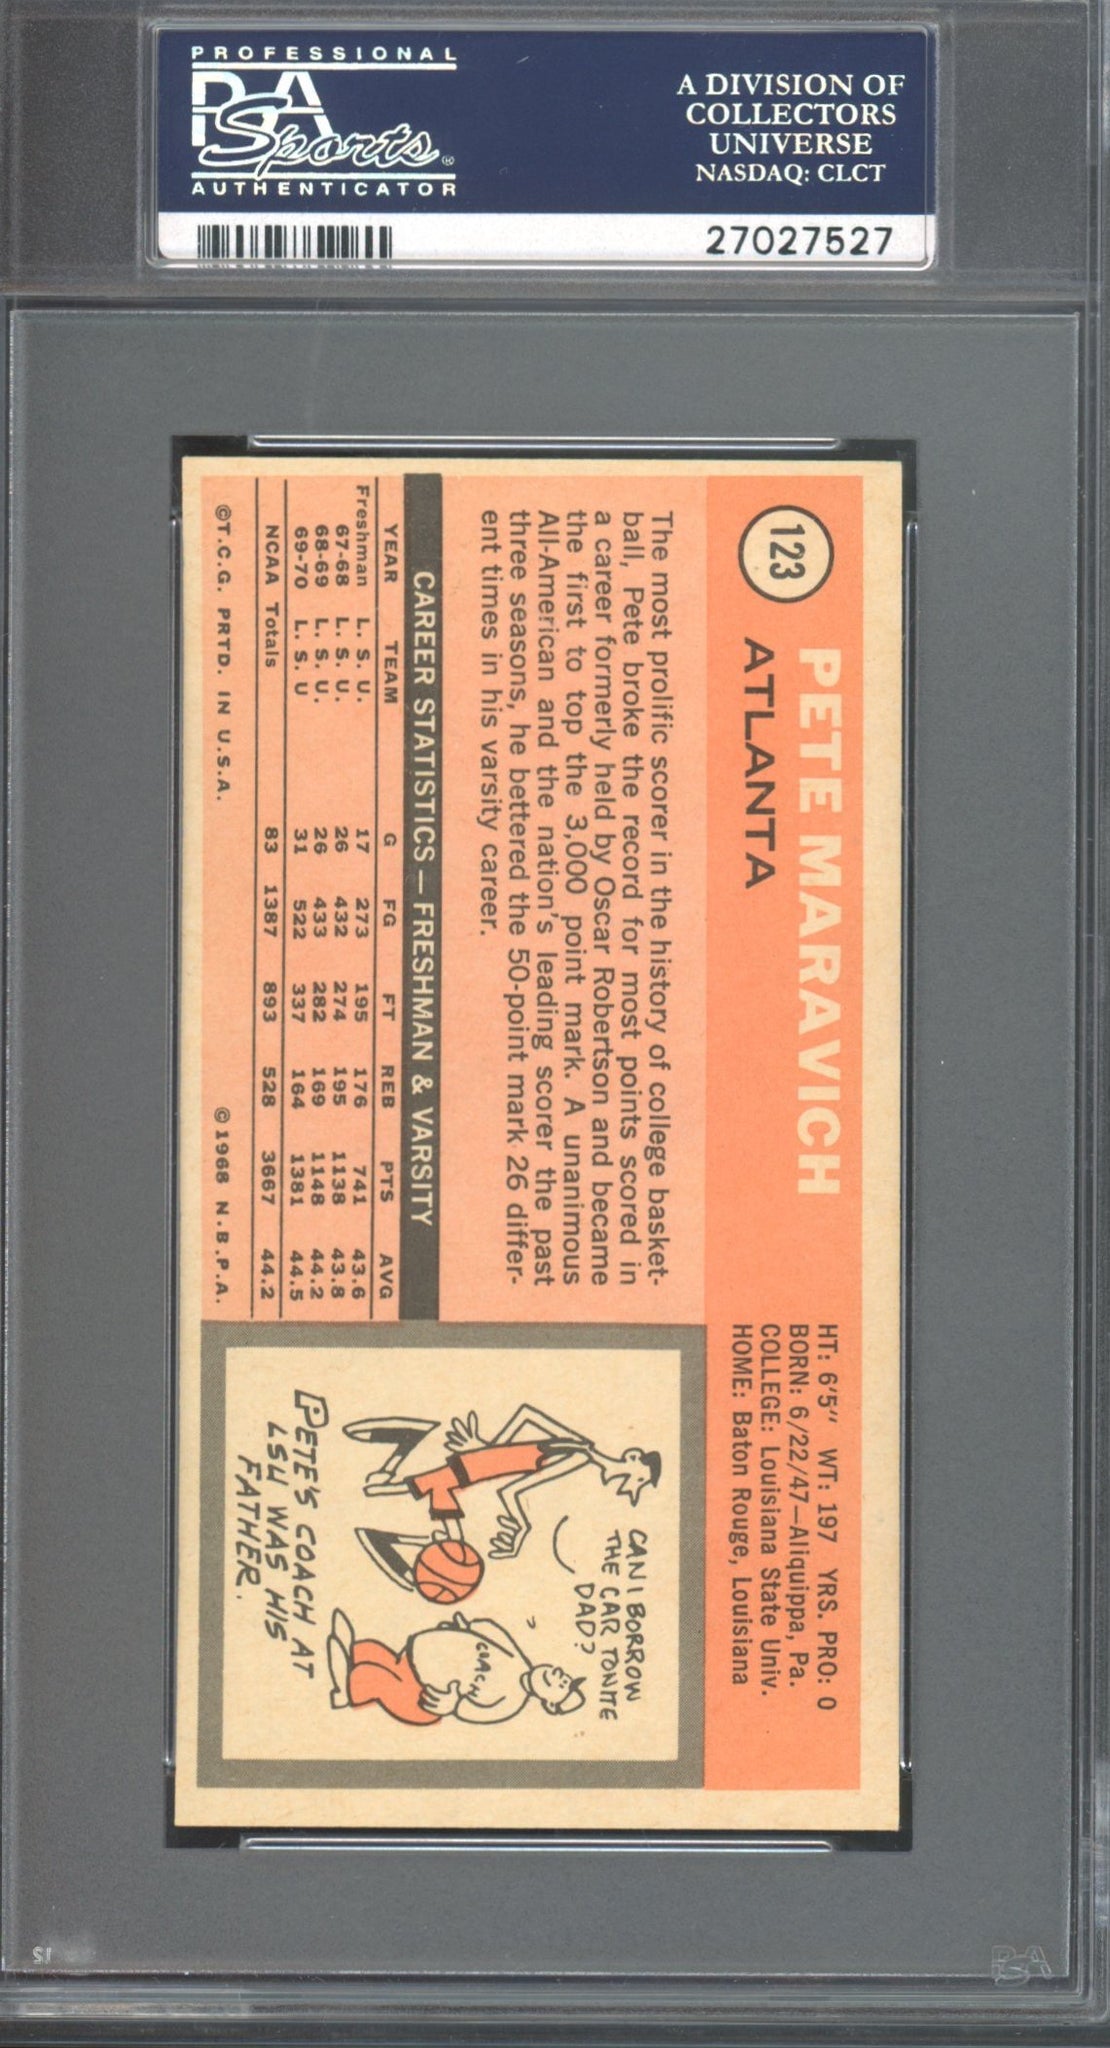 PROFESSIONAL
PSA
Sports®
AUTHENTICATOR
A DIVISION OF
COLLECTORS
UNIVERSE
NASDAQ: CLCT
27027527
123
PETE MARAVICH
ATLANTA
HT: 6'5" WT: 197 YRS. PRO: 0
BORN: 6/22/47—Aliquippa, Pa.
COLLEGE: Louisiana State Univ.
HOME: Baton Rouge, Louisiana
The most prolific scorer in the history of college basket-
ball, Pete broke the record for most points scored in
a career formerly held by Oscar Robertson and became
the first to top the 3,000 point mark. A unanimous
All-American and the nation's leading scorer the past
three seasons, he bettered the 50-point mark 26 differ-
ent times in his varsity career.
CAREER STATISTICS—FRESHMAN & VARSITY
YEAR TEAM G FG FT REB PTS AVG
Freshman L. S. U. 17 273 195 176 741 43.6
67-68 L. S. U. 26 432 274 195 1138 43.8
68-69 L. S. U. 26 433 282 169 1148 44.2
69-70 L. S. U 31 522 337 164 1381 44.5
NCAA Totals 83 1387 893 528 3667 44.2
©T.C.G. PRTD. IN U.S.A. ©1968 N.B.P.A.
CAN I BORROW
THE CAR TONITE
DAD?
COACH
PETE'S COACH AT
LSU WAS HIS
FATHER.
PSA